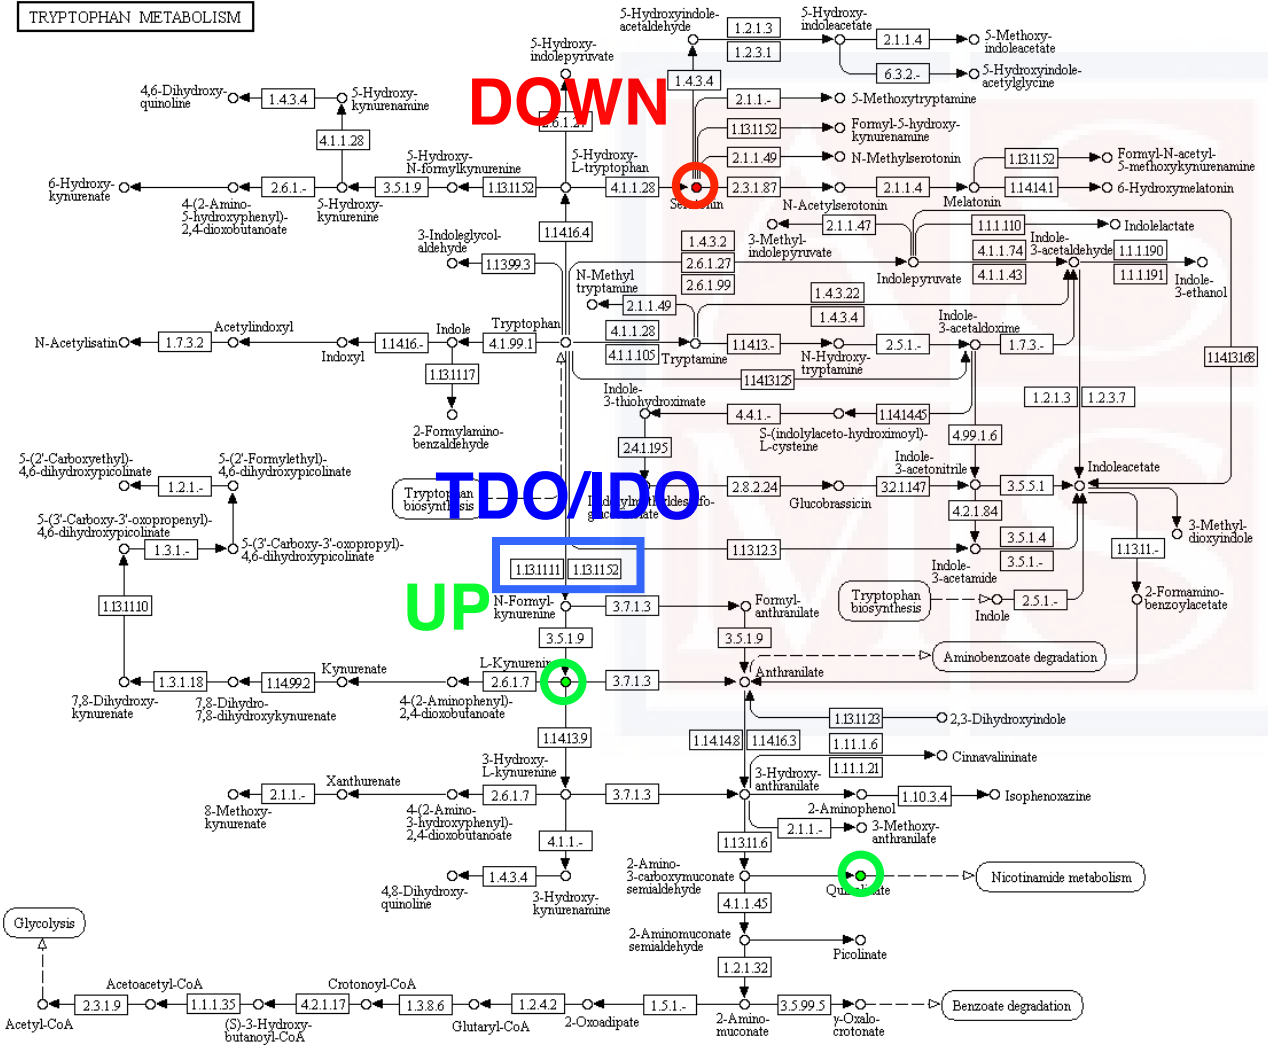 TRYPTOPHAN METABOLISM
5-Hydroxyindole-
acetaldehyde
1.2.1.3
1.2.3.1
5-Hydroxy-
indoleacetate
2.1.1.4
5-Methoxy-
indoleacetate
5-Hydroxy-
indolepyruvate
1.4.3.4
6.3.2.-
5-Hydroxyindole-
acetylglycine
4,6-Dihydroxy-
quinoline
1.4.3.4
5-Hydroxy-
kynurenamine
DOWN
2.6.1.27
2.1.1.-
5-Methoxytryptamine
4.1.1.28
1.13.11.52
Formyl-5-hydroxy-
kynurenamine
5-Hydroxy-
N-formylkynurenine
5-Hydroxy-
L-tryptophan
2.1.1.49
N-Methylserotonin
1.13.11.52
Formyl-N-acetyl-
5-methoxykynurenamine
6-Hydroxy-
kynurenate
2.6.1.-
3.5.1.9
1.13.11.52
4.1.1.28
2.3.1.87
2.1.1.4
1.14.14.1
6-Hydroxymelatonin
4-(2-Amino-
5-hydroxyphenyl)-
2,4-dioxobutanoate
5-Hydroxy-
kynurenine
Serotonin
N-Acetylserotonin
Melatonin
3-Indoleglycol-
aldehyde
1.14.16.4
1.4.3.2
3-Methyl-
indolepyruvate
2.1.1.47
1.1.1.110
Indolelactate
1.13.99.3
N-Methyl
tryptamine
2.6.1.27
2.6.1.99
Indolepyruvate
4.1.1.74
4.1.1.43
Indole-
3-acetaldehyde
1.1.1.190
1.1.1.191
Indole-
3-ethanol
2.1.1.49
1.4.3.22
1.4.3.4
N-Acetylisatin
1.7.3.2
Acetylindoxyl
Indoxyl
1.14.16.-
Indole
4.1.99.1
Tryptophan
4.1.1.28
4.1.1.105
Tryptamine
1.14.13.-
N-Hydroxy-
tryptamine
2.5.1.-
Indole-
3-acetaldoxime
1.7.3.-
1.14.13.168
1.13.11.17
1.14.13.125
2-Formylamino-
benzaldehyde
Indole-
3-thiohydroximate
4.4.1.-
S-(indolylaceto-hydroximoyl)-
L-cysteine
1.14.14.45
1.2.1.3
1.2.3.7
2.4.1.195
4.99.1.6
5-(2'-Carboxyethyl)-
4,6-dihydroxypicolinate
1.2.1.-
5-(2'-Formylethyl)-
4,6-dihydroxypicolinate
Tryptophan
biosynthesis
TDO/IDO
2.8.2.24
Glucobrassicin
3.2.1.147
Indole-
3-acetonitrile
3.5.5.1
Indoleacetate
4.2.1.84
5-(3'-Carboxy-3'-oxopropenyl)-
4,6-dihydroxypicolinate
1.3.1.-
5-(3'-Carboxy-3'-oxopropyl)-
4,6-dihydroxypicolinate
1.13.12.3
Indole-
3-acetamide
3.5.1.4
3.5.1.-
1.13.11.-
3-Methyl-
dioxyindole
1.13.11.11
1.13.11.52
1.13.11.10
UP
N-Formyl-
kynurenine
3.7.1.3
Formyl-
anthranilate
Tryptophan
biosynthesis
Indole
2.5.1.-
2-Formamino-
benzoylacetate
3.5.1.9
3.5.1.9
Aminobenzoate degradation
7,8-Dihydroxy-
kynurenate
1.3.1.18
7,8-Dihydro-
7,8-dihydroxykynurenate
1.14.99.2
Kynurenate
4-(2-Aminophenyl)-
2,4-dioxobutanoate
2.6.1.7
L-Kynurenine
3.7.1.3
Anthranilate
1.14.13.9
1.14.14.8
1.14.16.3
1.13.11.23
2,3-Dihydroxyindole
1.11.1.6
1.11.1.21
Cinnavalininate
8-Methoxy-
kynurenate
2.1.1.-
Xanthurenate
4-(2-Amino-
3-hydroxyphenyl)-
2,4-dioxobutanoate
2.6.1.7
3-Hydroxy-
L-kynurenine
3.7.1.3
3-Hydroxy-
anthranilate
2-Aminophenol
1.10.3.4
Isophenoxazine
2.1.1.-
3-Methoxy-
anthranilate
4.1.1.-
1.13.11.6
4,8-Dihydroxy-
quinoline
1.4.3.4
3-Hydroxy-
kynurenamine
2-Amino-
3-carboxymuconate
semialdehyde
Quinolinate
Nicotinamide metabolism
4.1.1.45
Glycolysis
2-Aminomuconate
semialdehyde
Picolinate
1.2.1.32
Acetyl-CoA
2.3.1.9
Acetoacetyl-CoA
1.1.1.35
(S)-3-Hydroxy-
butanoyl-CoA
4.2.1.17
Crotonoyl-CoA
1.3.8.6
Glutaryl-CoA
1.2.4.2
2-Oxoadipate
1.5.1.-
2-Amino-
muconate
3.5.99.5
γ-Oxalo-
crotonate
Benzoate degradation